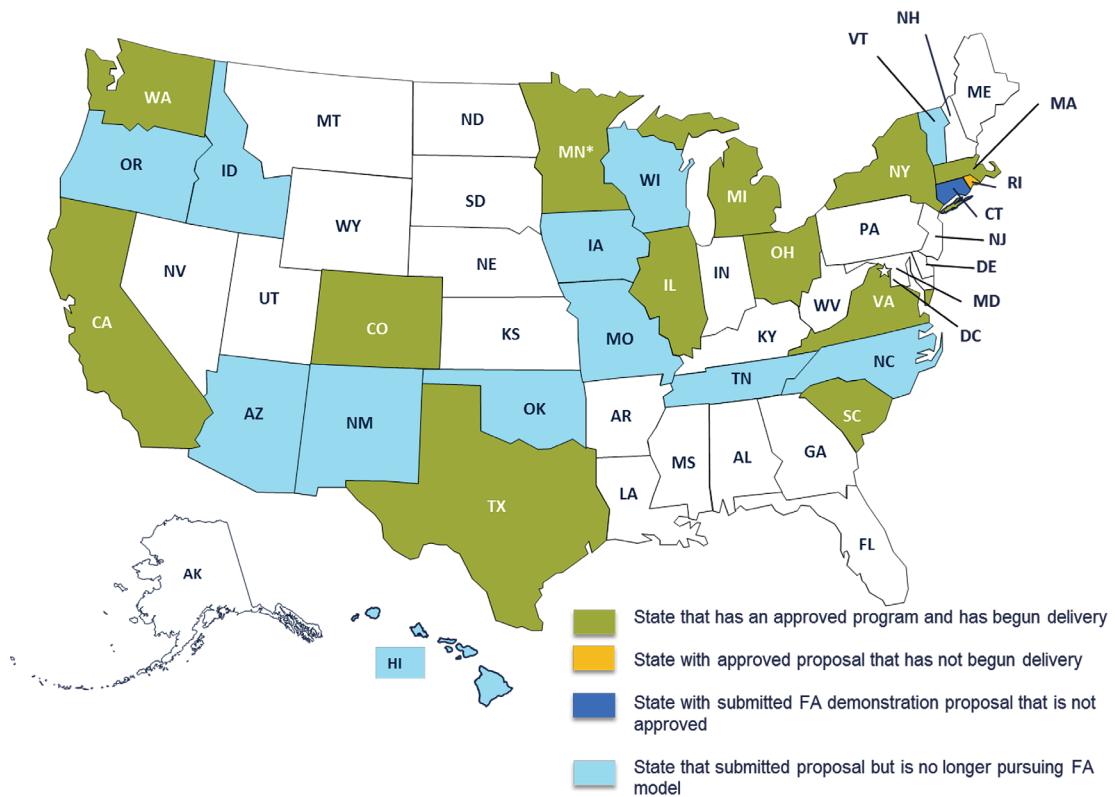 NH
VT
WA
MT
ND
ME
MA
MN*
OR
ID
SD
WI
NY
MI
RI
CT
WY
PA
NJ
NV
NE
IA
OH
DE
UT
IL
IN
WV
VA
MD
CA
CO
KS
MO
KY
DC
NC
TN
AZ
NM
OK
AR
SC
MS
AL
GA
TX
LA
FL
AK
HI
State that has an approved program and has begun delivery
State with approved proposal that has not begun delivery
State with submitted FA demonstration proposal that is not
approved
State that submitted proposal but is no longer pursuing FA
model